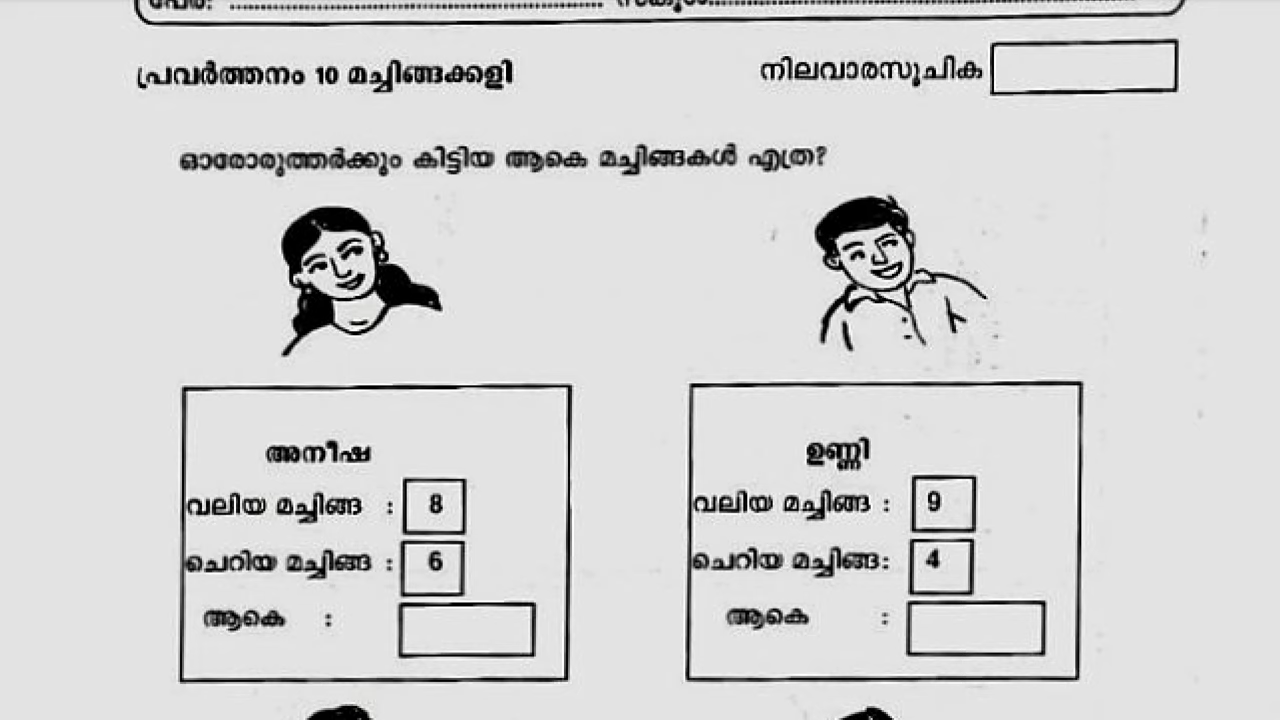 പേര്: സ്കൂൾ:
പ്രവർത്തനം 10 മച്ചിങ്ങക്കളി
നിലവാരസൂചിക
ഓരോരുത്തർക്കും കിട്ടിയ ആകെ മച്ചിങ്ങകൾ എത്ര?
അനീഷ
വലിയ മച്ചിങ്ങ : 8
ചെറിയ മച്ചിങ്ങ : 6
ആകെ :
ഉണ്ണി
വലിയ മച്ചിങ്ങ : 9
ചെറിയ മച്ചിങ്ങ: 4
ആകെ :